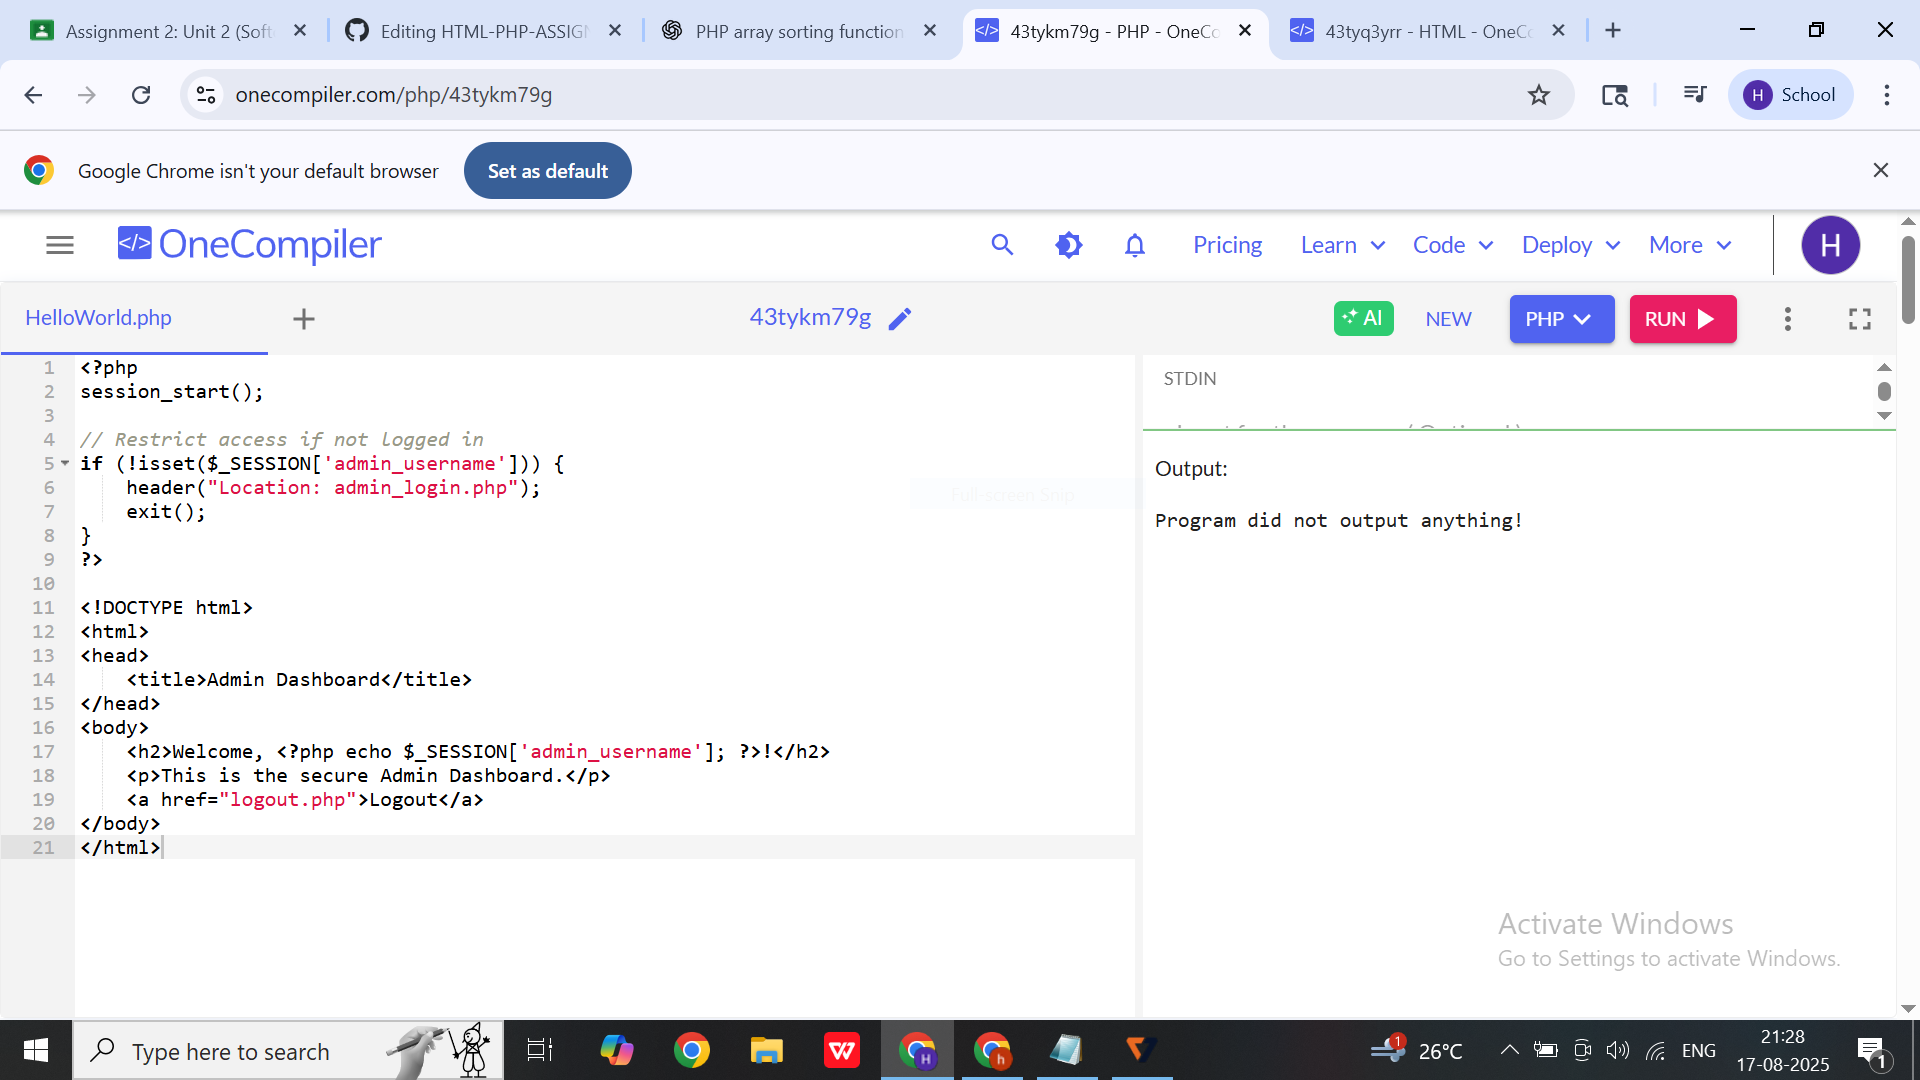 Assignment 2: Unit 2 (Soft
Editing HTML-PHP-ASSIGN
PHP array sorting function
43tykm79g - PHP - OneCo
43tyq3yrr - HTML - OneCo
onecompiler.com/php/43tykm79g
H School
Google Chrome isn't your default browser
Set as default
</> OneCompiler
Pricing
Learn
Code
Deploy
More
H
HelloWorld.php
43tykm79g
AI
NEW
PHP
RUN
1 <?php
2 session_start();
3
4 // Restrict access if not logged in
5 if (!isset($_SESSION['admin_username'])) {
6 header("Location: admin_login.php");
7 exit();
8 }
9 ?>
10
11 <!DOCTYPE html>
12 <html>
13 <head>
14 <title>Admin Dashboard</title>
15 </head>
16 <body>
17 <h2>Welcome, <?php echo $_SESSION['admin_username']; ?>!</h2>
18 <p>This is the secure Admin Dashboard.</p>
19 <a href="logout.php">Logout</a>
20 </body>
21 </html>
Full-screen Snip
STDIN
Output:
Program did not output anything!
Activate Windows
Go to Settings to activate Windows.
Type here to search
W
H
h
1
26°C
ENG
21:28
17-08-2025
1